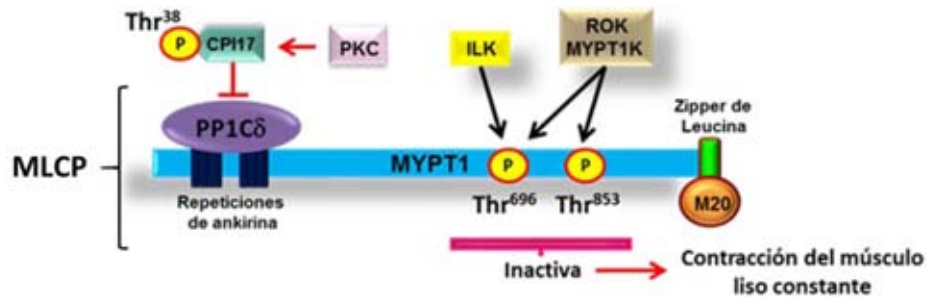 Thr38
P
CPI17
PKC
ILK
ROK
MYPT1K
MLCP
PP1Cδ
MYPT1
P
P
Zipper de
Leucina
Repeticiones
de ankirina
Thr696
Thr853
M20
Inactiva
Contracción del músculo
liso constante